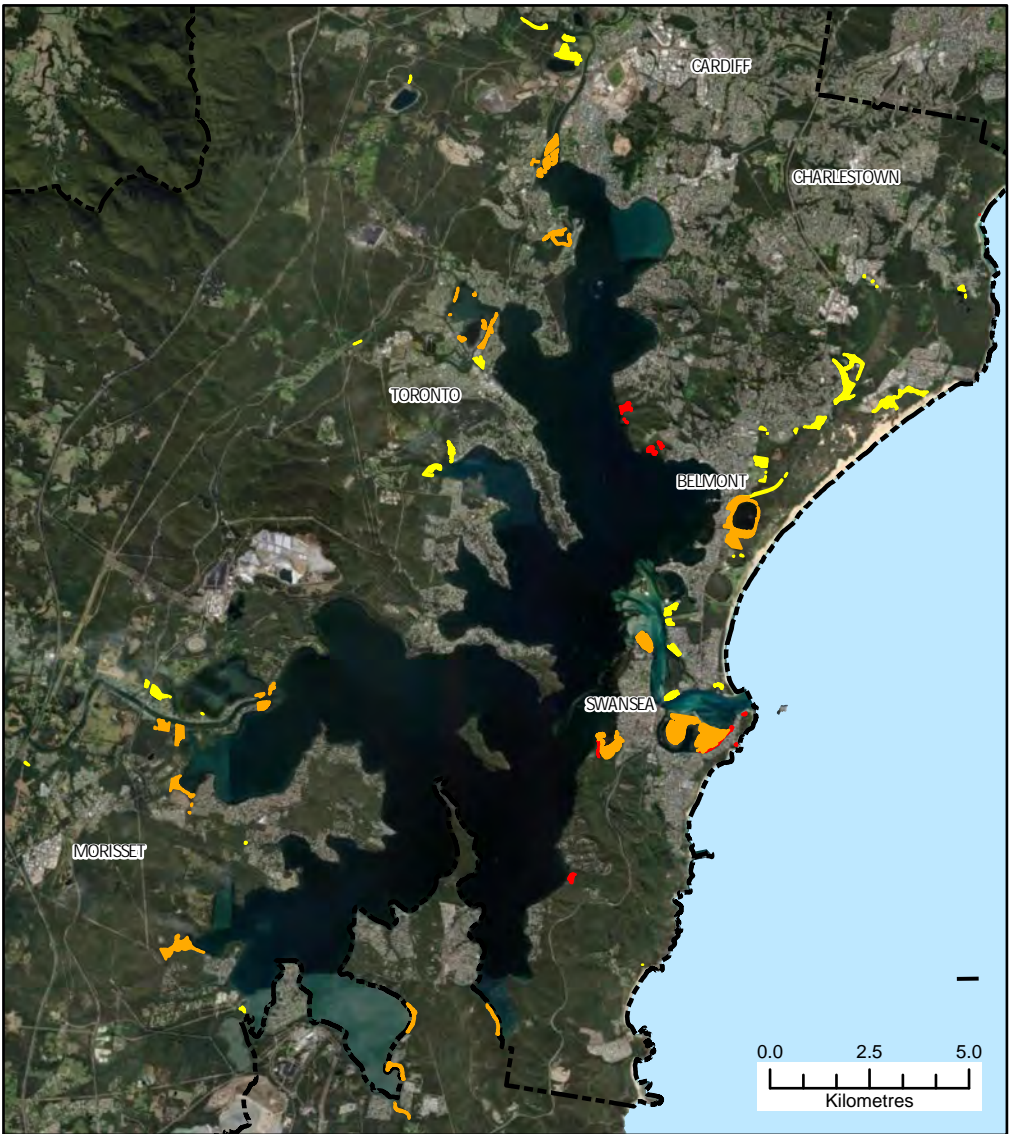 CARDIFF
CHARLESTOWN
TORONTO
BELMONT
SWANSEA
MORISSET
0.0 2.5 5.0
Kilometres